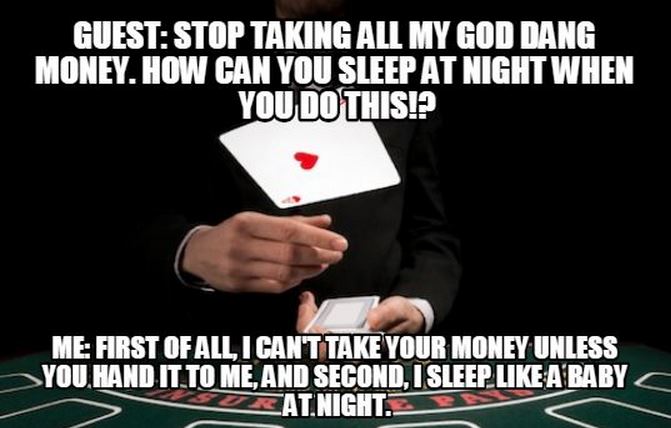 GUEST: STOP TAKING ALL MY GOD DANG
MONEY. HOW CAN YOU SLEEP AT NIGHT WHEN
YOU DO THIS!?
ME: FIRST OF ALL, I CAN'T TAKE YOUR MONEY UNLESS
YOU HAND IT TO ME, AND SECOND, I SLEEP LIKE A BABY
AT NIGHT.